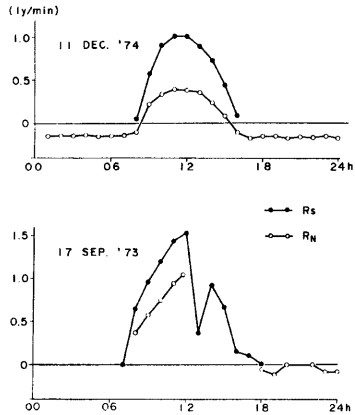 (ly/min)
1.0
11 DEC. '74
0.5
0
00 06 12 18 24h
Rs
RN
1.5
17 SEP. '73
1.0
0.5
0
00 06 12 18 24h